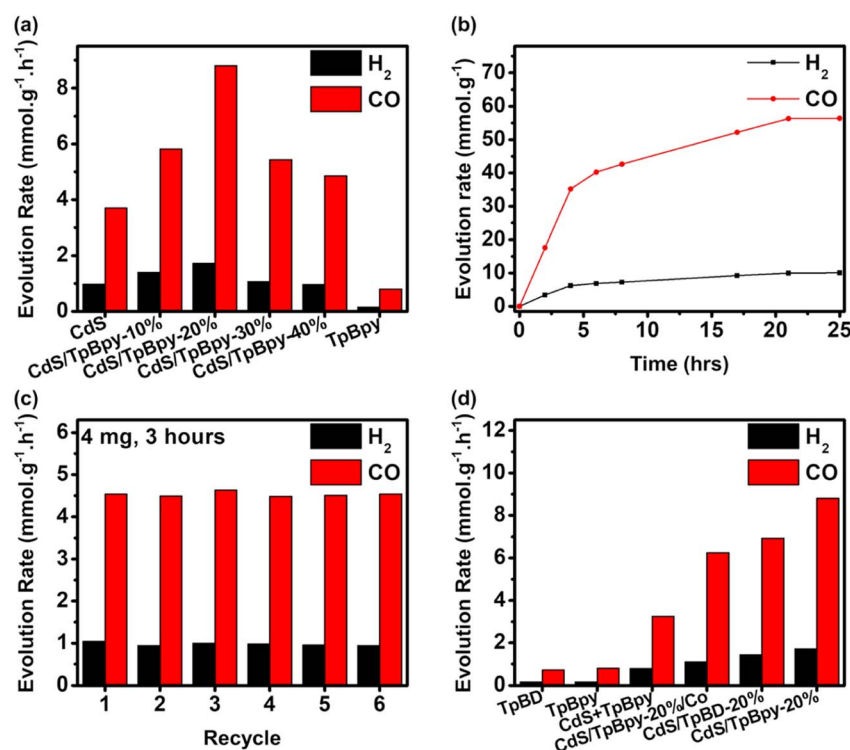 (a)
H2
CO
Evolution Rate (mmol.g-1.h-1)
8
6
4
2
0
CdS
CdS/TpBpy-10%
CdS/TpBpy-20%
CdS/TpBpy-30%
CdS/TpBpy-40%
TpBpy
(b)
H2
CO
Evolution rate (mmol.g-1)
70
60
50
40
30
20
10
0
0 5 10 15 20 25
Time (hrs)
(c)
4 mg, 3 hours
H2
CO
Evolution Rate (mmol.g-1.h-1)
6
5
4
3
2
1
0
1 2 3 4 5 6
Recycle
(d)
H2
CO
Evolution Rate (mmol.g-1.h-1)
12
10
8
6
4
2
0
TpBD
TpBpy
CdS+TpBpy
CdS/TpBpy-20%/Co
CdS/TpBD-20%
CdS/TpBpy-20%